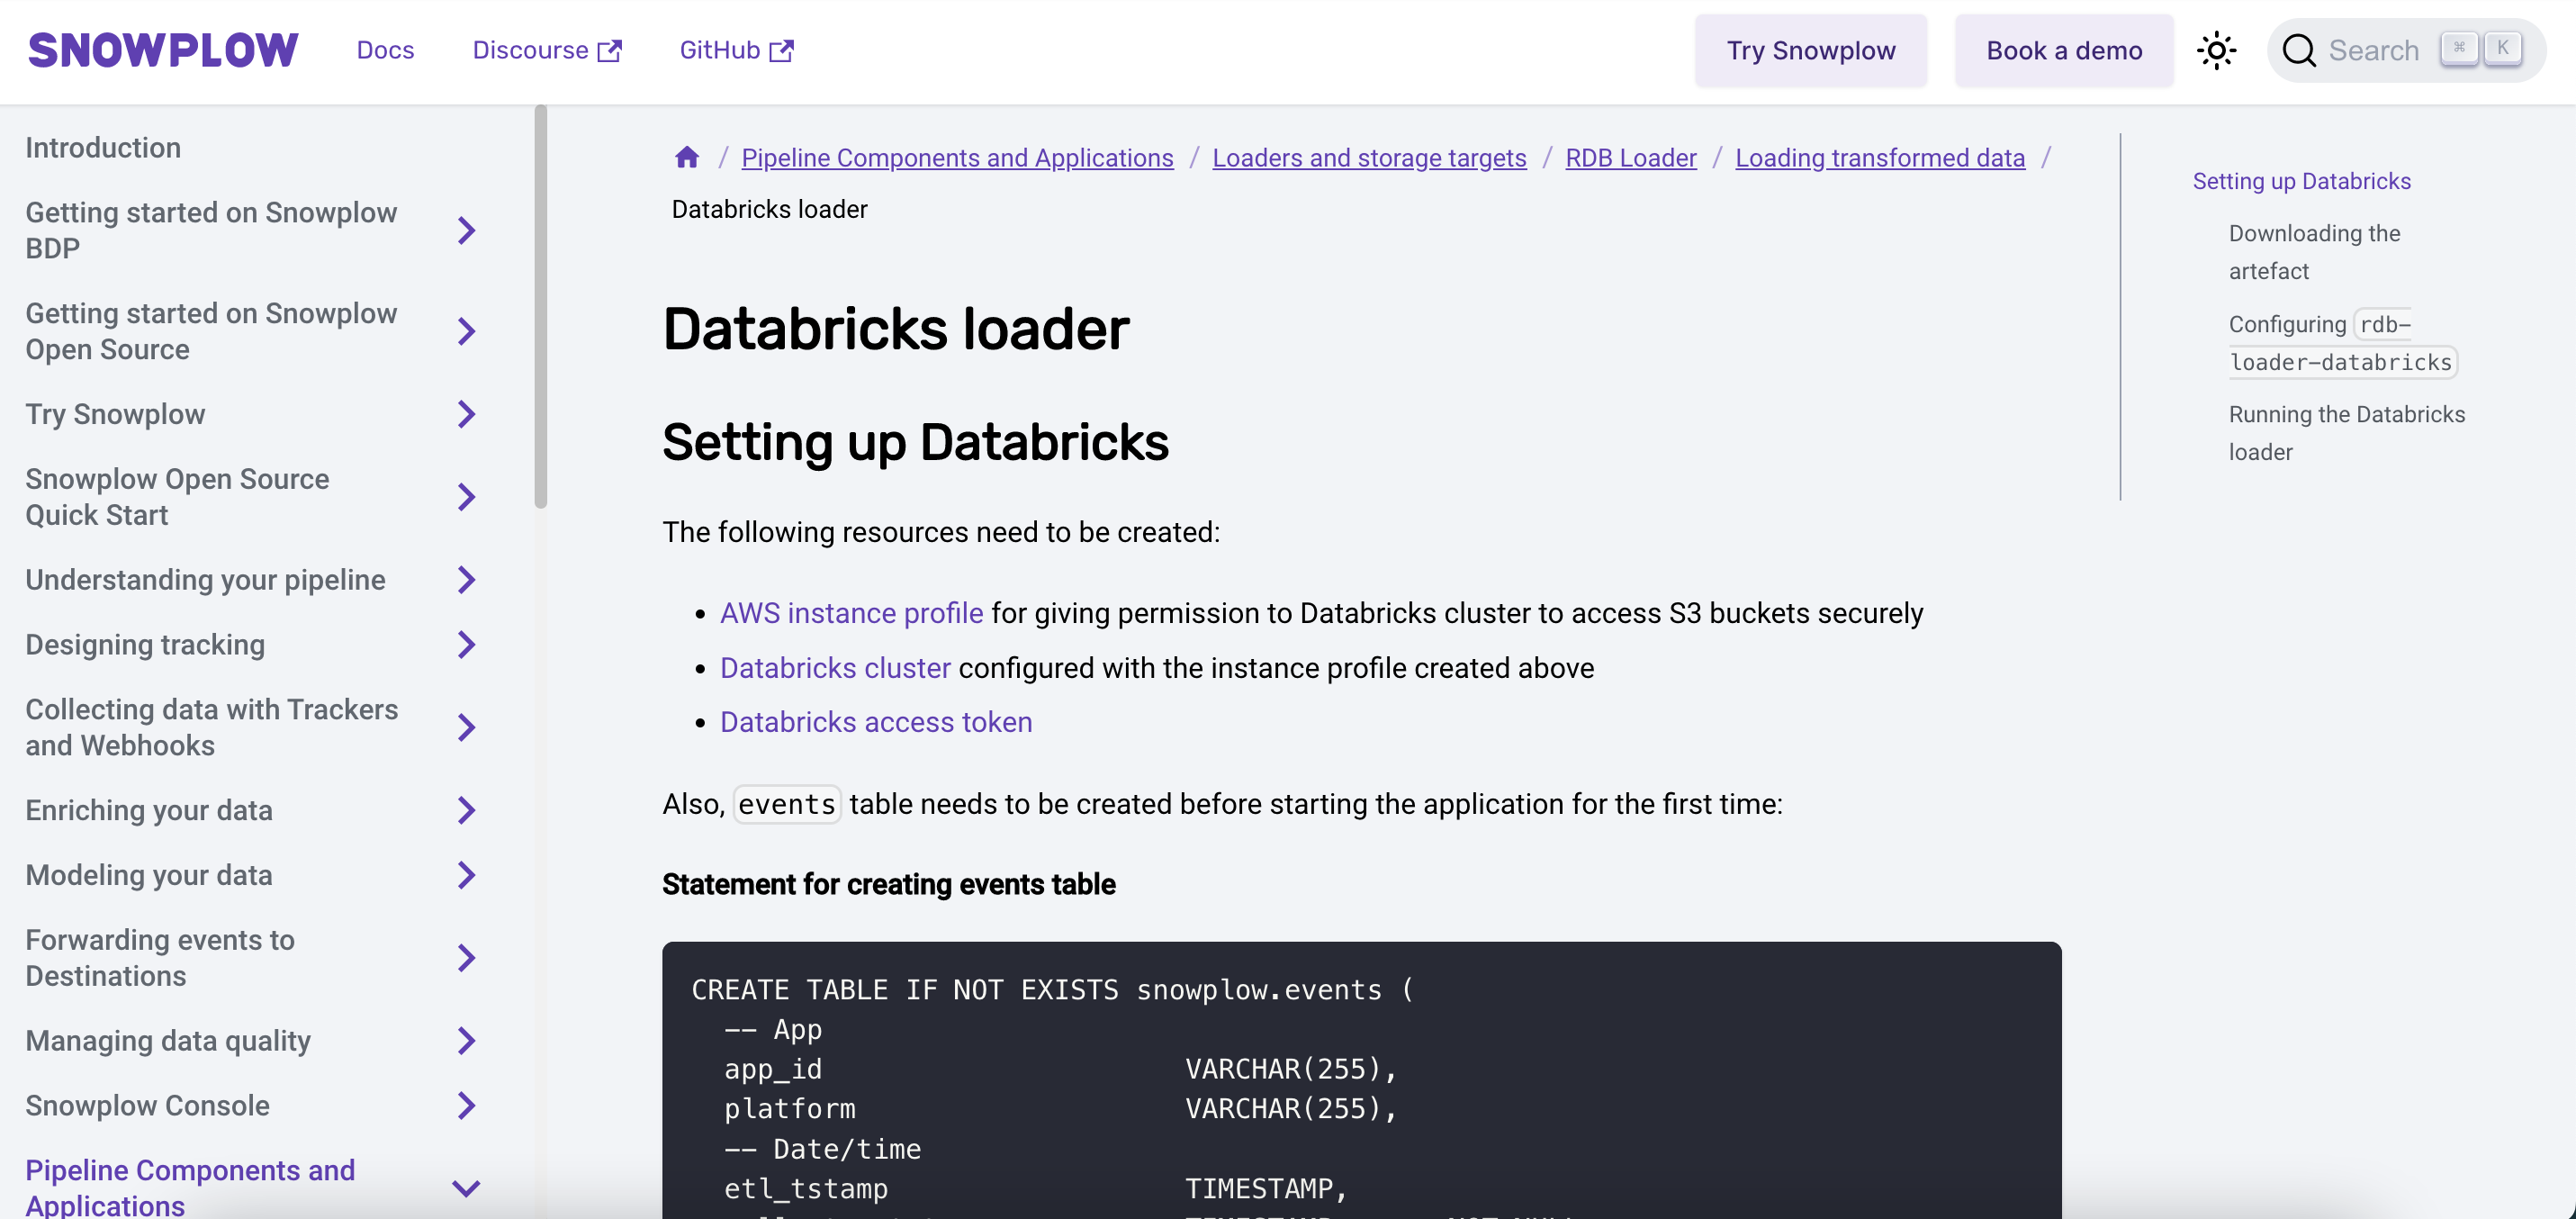 SNOWPLOW Docs Discourse GitHub Try Snowplow Book a demo Search ⌘ K
Introduction
Getting started on Snowplow
BDP
Getting started on Snowplow
Open Source
Try Snowplow
Snowplow Open Source
Quick Start
Understanding your pipeline
Designing tracking
Collecting data with Trackers
and Webhooks
Enriching your data
Modeling your data
Forwarding events to
Destinations
Managing data quality
Snowplow Console
Pipeline Components and
Applications
/ Pipeline Components and Applications / Loaders and storage targets / RDB Loader / Loading transformed data /
Databricks loader
Databricks loader
Setting up Databricks
The following resources need to be created:
• AWS instance profile for giving permission to Databricks cluster to access S3 buckets securely
• Databricks cluster configured with the instance profile created above
• Databricks access token
Also, events table needs to be created before starting the application for the first time:
Statement for creating events table
CREATE TABLE IF NOT EXISTS snowplow.events (
-- App
app_id VARCHAR(255),
platform VARCHAR(255),
-- Date/time
etl_tstamp TIMESTAMP,
Setting up Databricks
Downloading the
artefact
Configuring rdb-
loader-databricks
Running the Databricks
loader